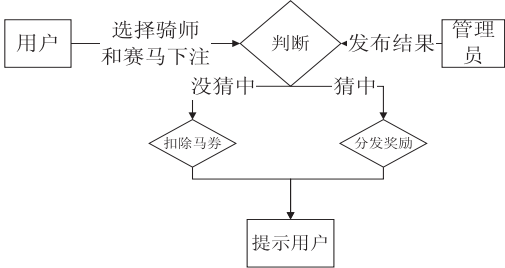 用户
选择骑师
和赛马下注
判断
发布结果
管理
员
没猜中
猜中
扣除马券
分发奖励
提示用户